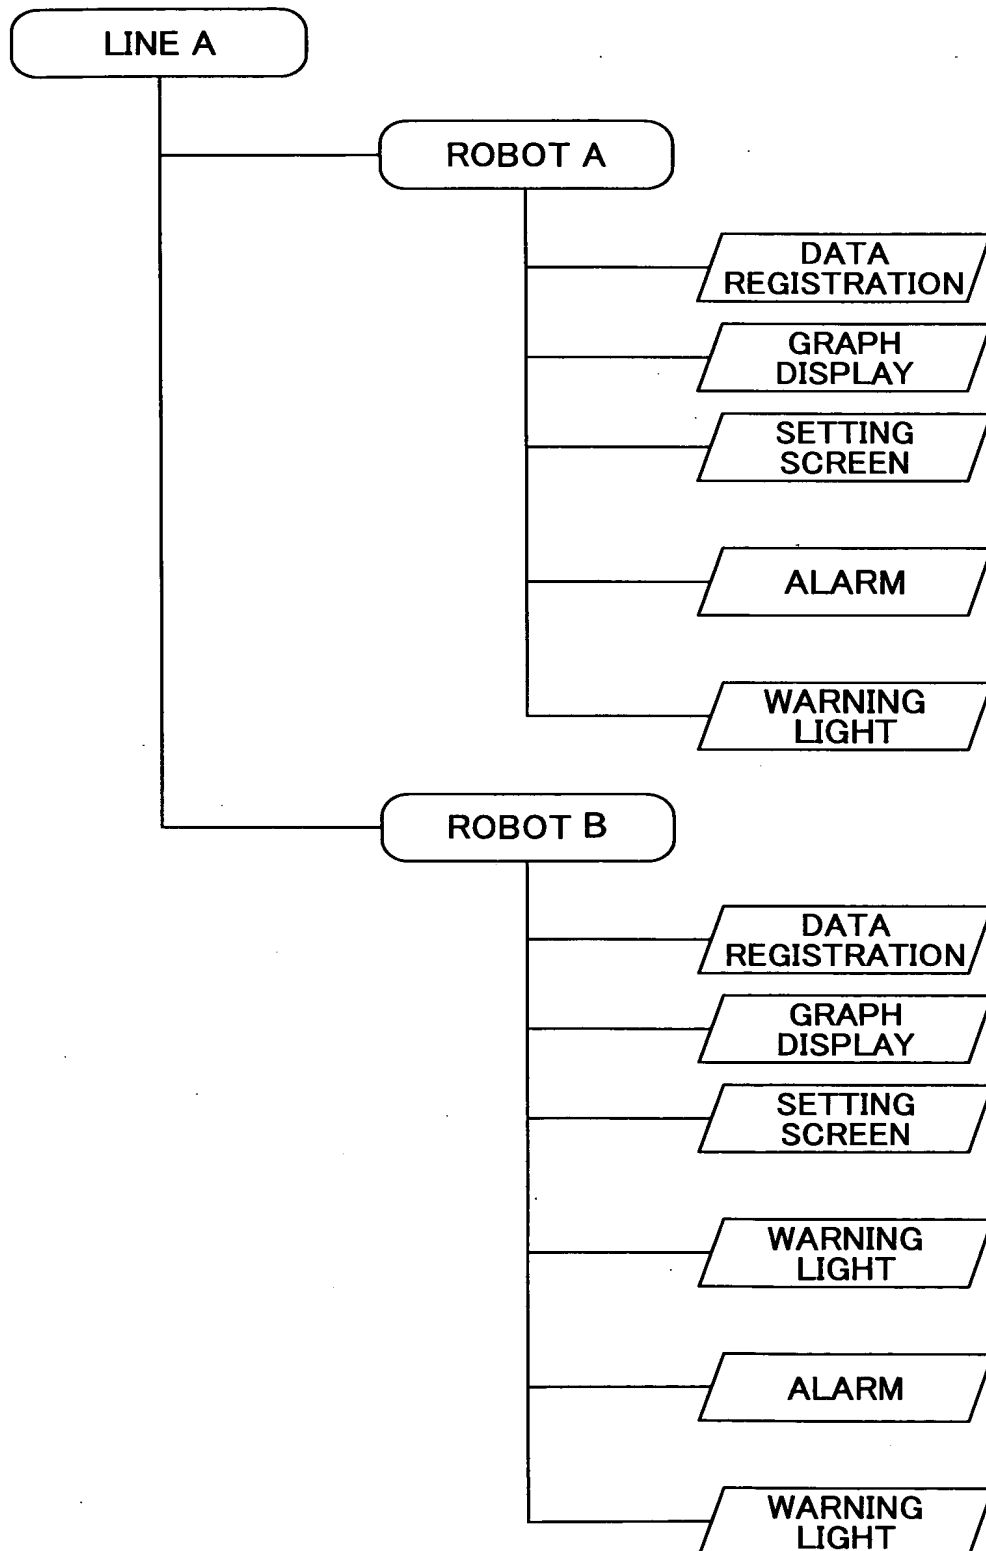 LINE A
ROBOT A
DATA
REGISTRATION
GRAPH
DISPLAY
SETTING
SCREEN
ALARM
WARNING
LIGHT
ROBOT B
DATA
REGISTRATION
GRAPH
DISPLAY
SETTING
SCREEN
WARNING
LIGHT
ALARM
WARNING
LIGHT